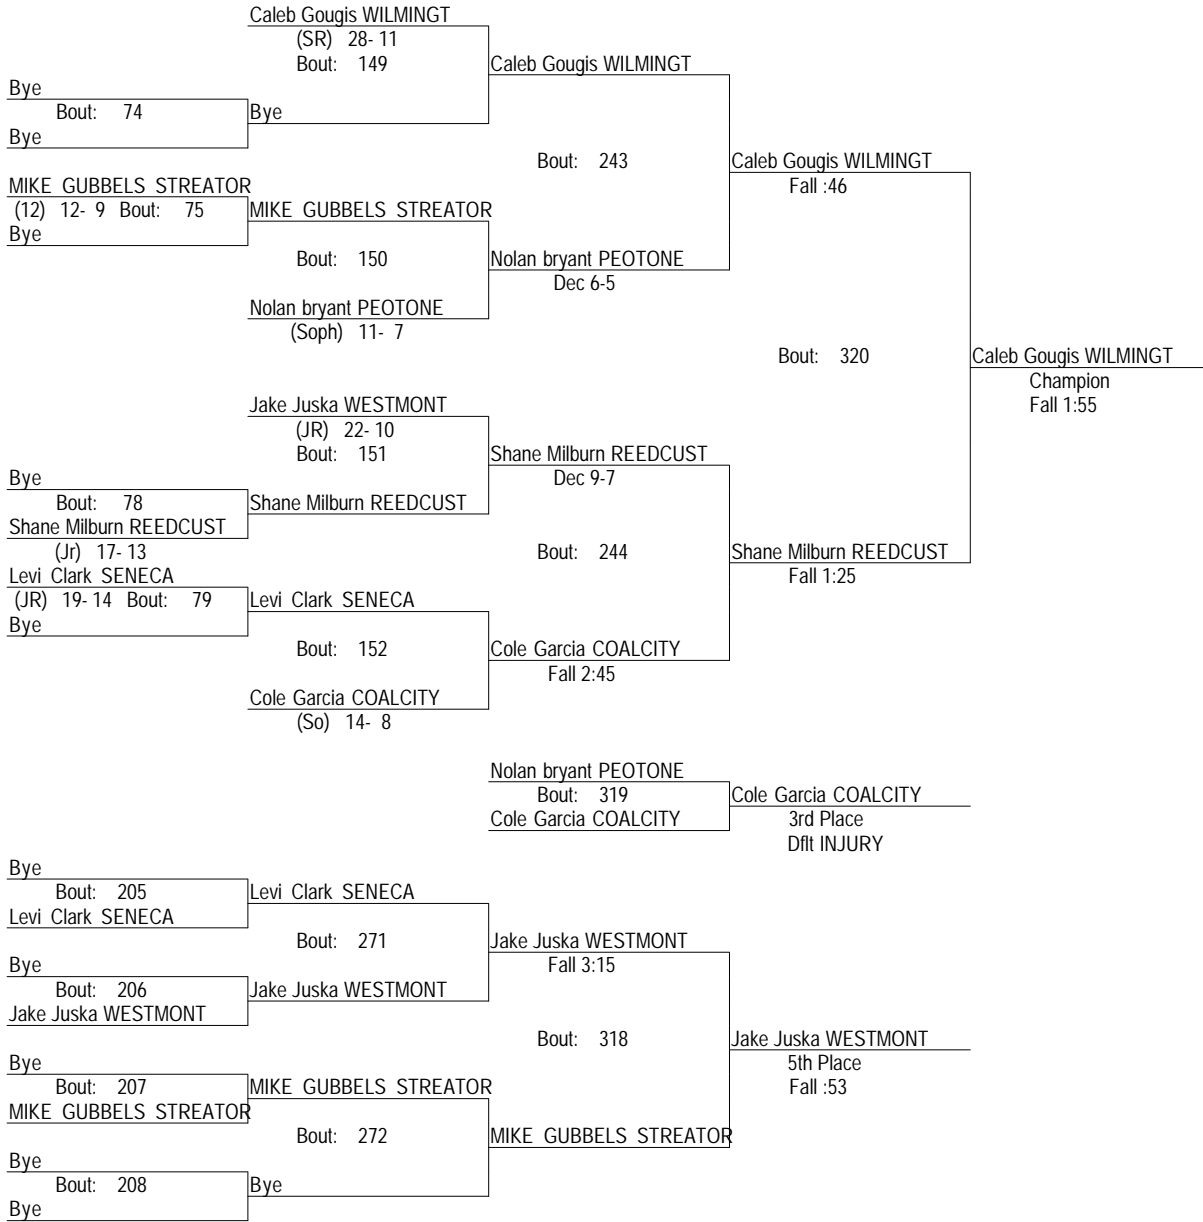 Caleb Gougis WILMINGT
(SR) 28- 11
Bout: 149
Caleb Gougis WILMINGT
Bye
Bout: 74
Bye
Bye
Bout: 243
Caleb Gougis WILMINGT
Fall :46
MIKE GUBBELS STREATOR
(12) 12- 9 Bout: 75
MIKE GUBBELS STREATOR
Bye
Bout: 150
Nolan bryant PEOTONE
Dec 6-5
Nolan bryant PEOTONE
(Soph) 11- 7
Bout: 320
Caleb Gougis WILMINGT
Champion
Fall 1:55
Jake Juska WESTMONT
(JR) 22- 10
Bout: 151
Shane Milburn REEDCUST
Dec 9-7
Bye
Bout: 78
Shane Milburn REEDCUST
Shane Milburn REEDCUST
(Jr) 17- 13
Bout: 244
Shane Milburn REEDCUST
Fall 1:25
Levi Clark SENECA
(JR) 19- 14 Bout: 79
Levi Clark SENECA
Bye
Bout: 152
Cole Garcia COALCITY
Fall 2:45
Cole Garcia COALCITY
(So) 14- 8
Nolan bryant PEOTONE
Bout: 319
Cole Garcia COALCITY
Cole Garcia COALCITY
3rd Place
Dflt INJURY
Bye
Bout: 205
Levi Clark SENECA
Levi Clark SENECA
Bout: 271
Jake Juska WESTMONT
Fall 3:15
Bye
Bout: 206
Jake Juska WESTMONT
Jake Juska WESTMONT
Bout: 318
Jake Juska WESTMONT
5th Place
Fall :53
Bye
Bout: 207
MIKE GUBBELS STREATOR
MIKE GUBBELS STREATOR
Bout: 272
MIKE GUBBELS STREATOR
Bye
Bout: 208
Bye
Bye